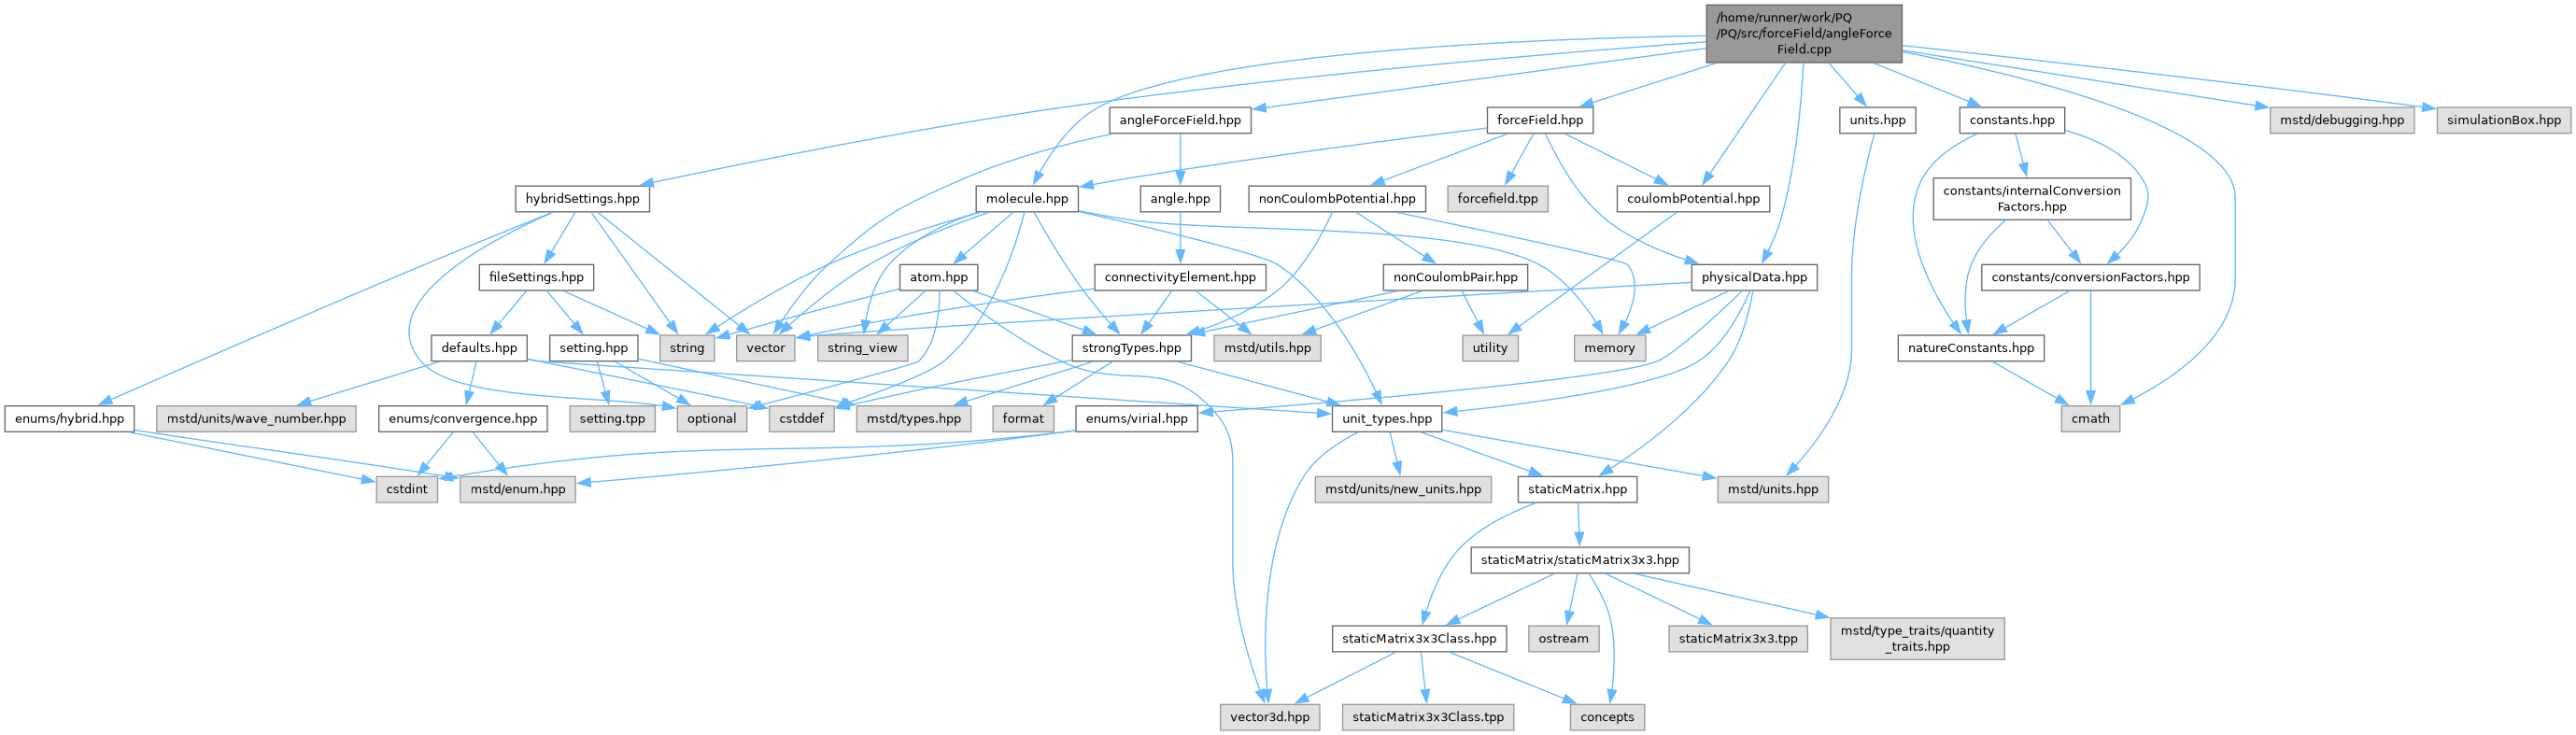 /home/runner/work/PQ
/PQ/src/forceField/angleForce
Field.cpp
angleForceField.hpp
forceField.hpp
units.hpp
constants.hpp
mstd/debugging.hpp
simulationBox.hpp
hybridSettings.hpp
molecule.hpp
angle.hpp
nonCoulombPotential.hpp
forcefield.tpp
coulombPotential.hpp
constants/internalConversion
Factors.hpp
fileSettings.hpp
atom.hpp
connectivityElement.hpp
nonCoulombPair.hpp
physicalData.hpp
constants/conversionFactors.hpp
defaults.hpp
setting.hpp
string
vector
string_view
strongTypes.hpp
mstd/utils.hpp
utility
memory
natureConstants.hpp
enums/hybrid.hpp
mstd/units/wave_number.hpp
enums/convergence.hpp
setting.tpp
optional
cstddef
mstd/types.hpp
format
enums/virial.hpp
unit_types.hpp
cmath
cstdint
mstd/enum.hpp
mstd/units/new_units.hpp
staticMatrix.hpp
mstd/units.hpp
staticMatrix/staticMatrix3x3.hpp
staticMatrix3x3Class.hpp
ostream
staticMatrix3x3.tpp
mstd/type_traits/quantity
_traits.hpp
vector3d.hpp
staticMatrix3x3Class.tpp
concepts